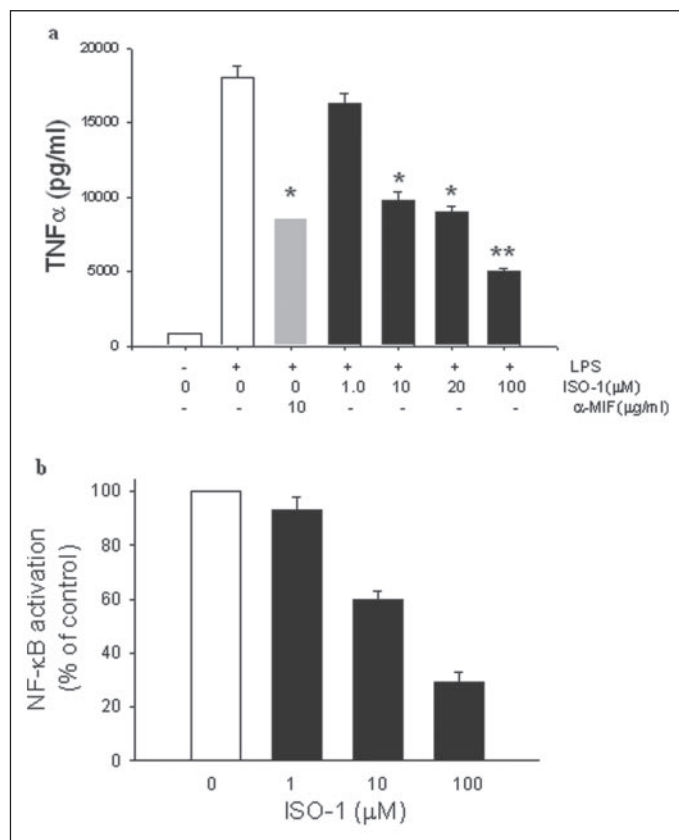 a
20000
15000
10000
5000
0
TNFα (pg/ml)
* * * **
- + + + + + + LPS
0 0 0 1.0 10 20 100 ISO-1(μM)
- - 10 - - - - α-MIF(μg/ml)
b
100
80
60
40
20
0
NF-κB activation
(% of control)
0 1 10 100
ISO-1 (μM)